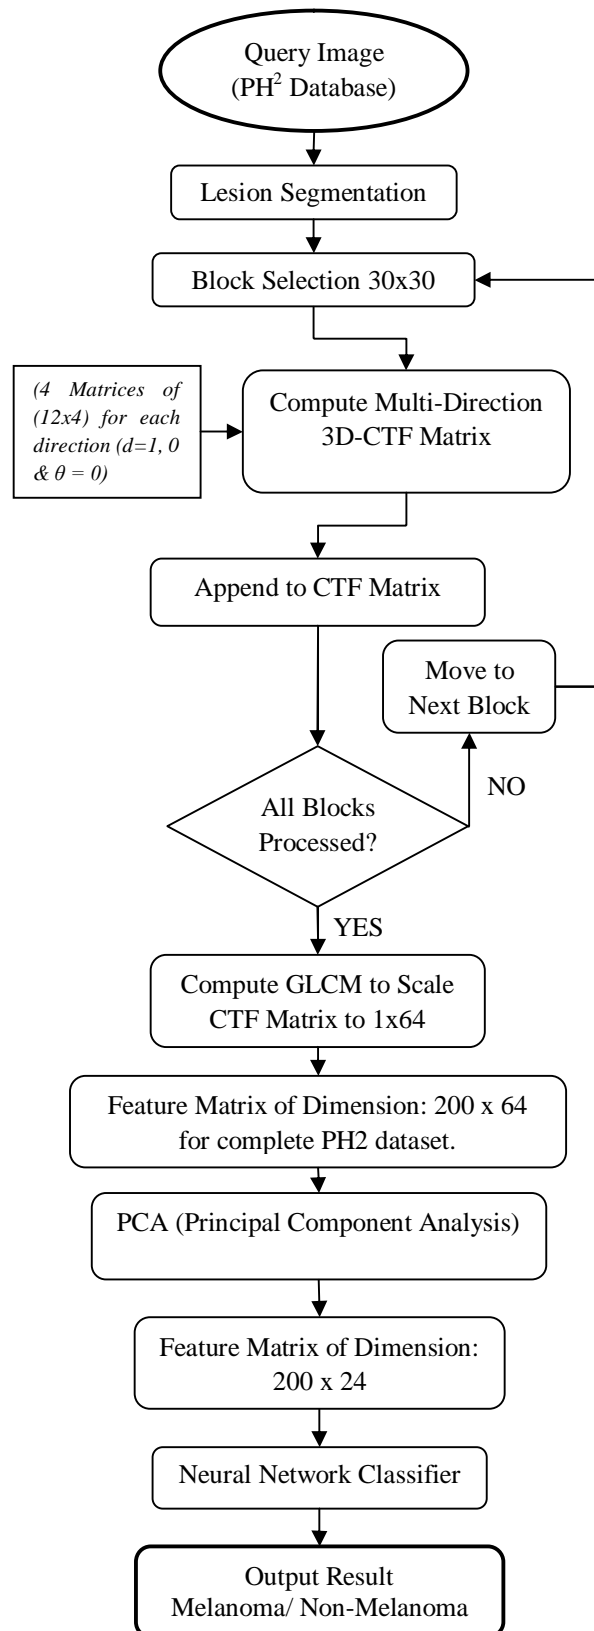 Query Image
(PH² Database)
Lesion Segmentation
Block Selection 30x30
(4 Matrices of
(12x4) for each
direction (d=1, 0
& θ = 0)
Compute Multi-Direction
3D-CTF Matrix
Append to CTF Matrix
Move to
Next Block
NO
All Blocks
Processed?
YES
Compute GLCM to Scale
CTF Matrix to 1x64
Feature Matrix of Dimension: 200 x 64
for complete PH2 dataset.
PCA (Principal Component Analysis)
Feature Matrix of Dimension:
200 x 24
Neural Network Classifier
Output Result
Melanoma/ Non-Melanoma